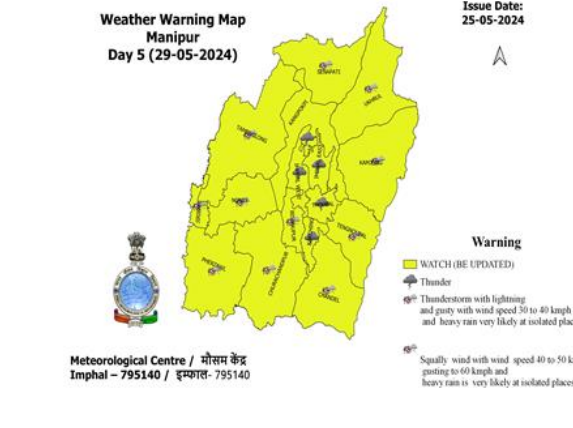 Weather Warning Map
Manipur
Day 5 (29-05-2024)
Issue Date:
25-05-2024
SENAPATI
UKHRUL
KANGPOKPI
TAMENGLONG
KAMJONG
NONEY
TENGNOUPAL
PHERZAWL
CHURACHANDPUR
CHANDEL
Warning
WATCH (BE UPDATED)
Thunder
Thunderstorm with lightning
and gusty with wind speed 30 to 40 kmph
and heavy rain very likely at isolated plac
Squally wind with wind speed 40 to 50 k
gusting to 60 kmph and
heavy rain is very likely at isolated places
Meteorological Centre / मौसम केंद्र
Imphal – 795140 / इम्फाल- 795140